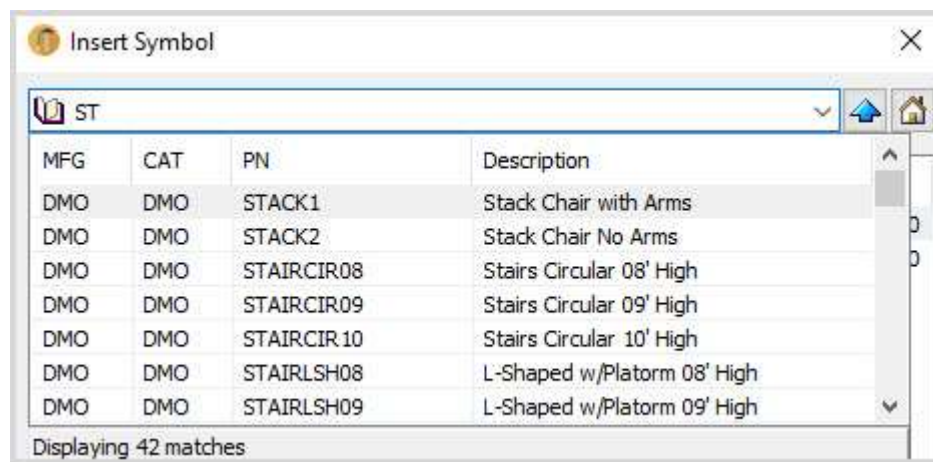 Insert Symbol
ST
MFG CAT PN Description
DMO DMO STACK1 Stack Chair with Arms
DMO DMO STACK2 Stack Chair No Arms
DMO DMO STAIRCIR08 Stairs Circular 08' High
DMO DMO STAIRCIR09 Stairs Circular 09' High
DMO DMO STAIRCIR10 Stairs Circular 10' High
DMO DMO STAIRLSH08 L-Shaped w/Platorm 08' High
DMO DMO STAIRLSH09 L-Shaped w/Platorm 09' High
Displaying 42 matches